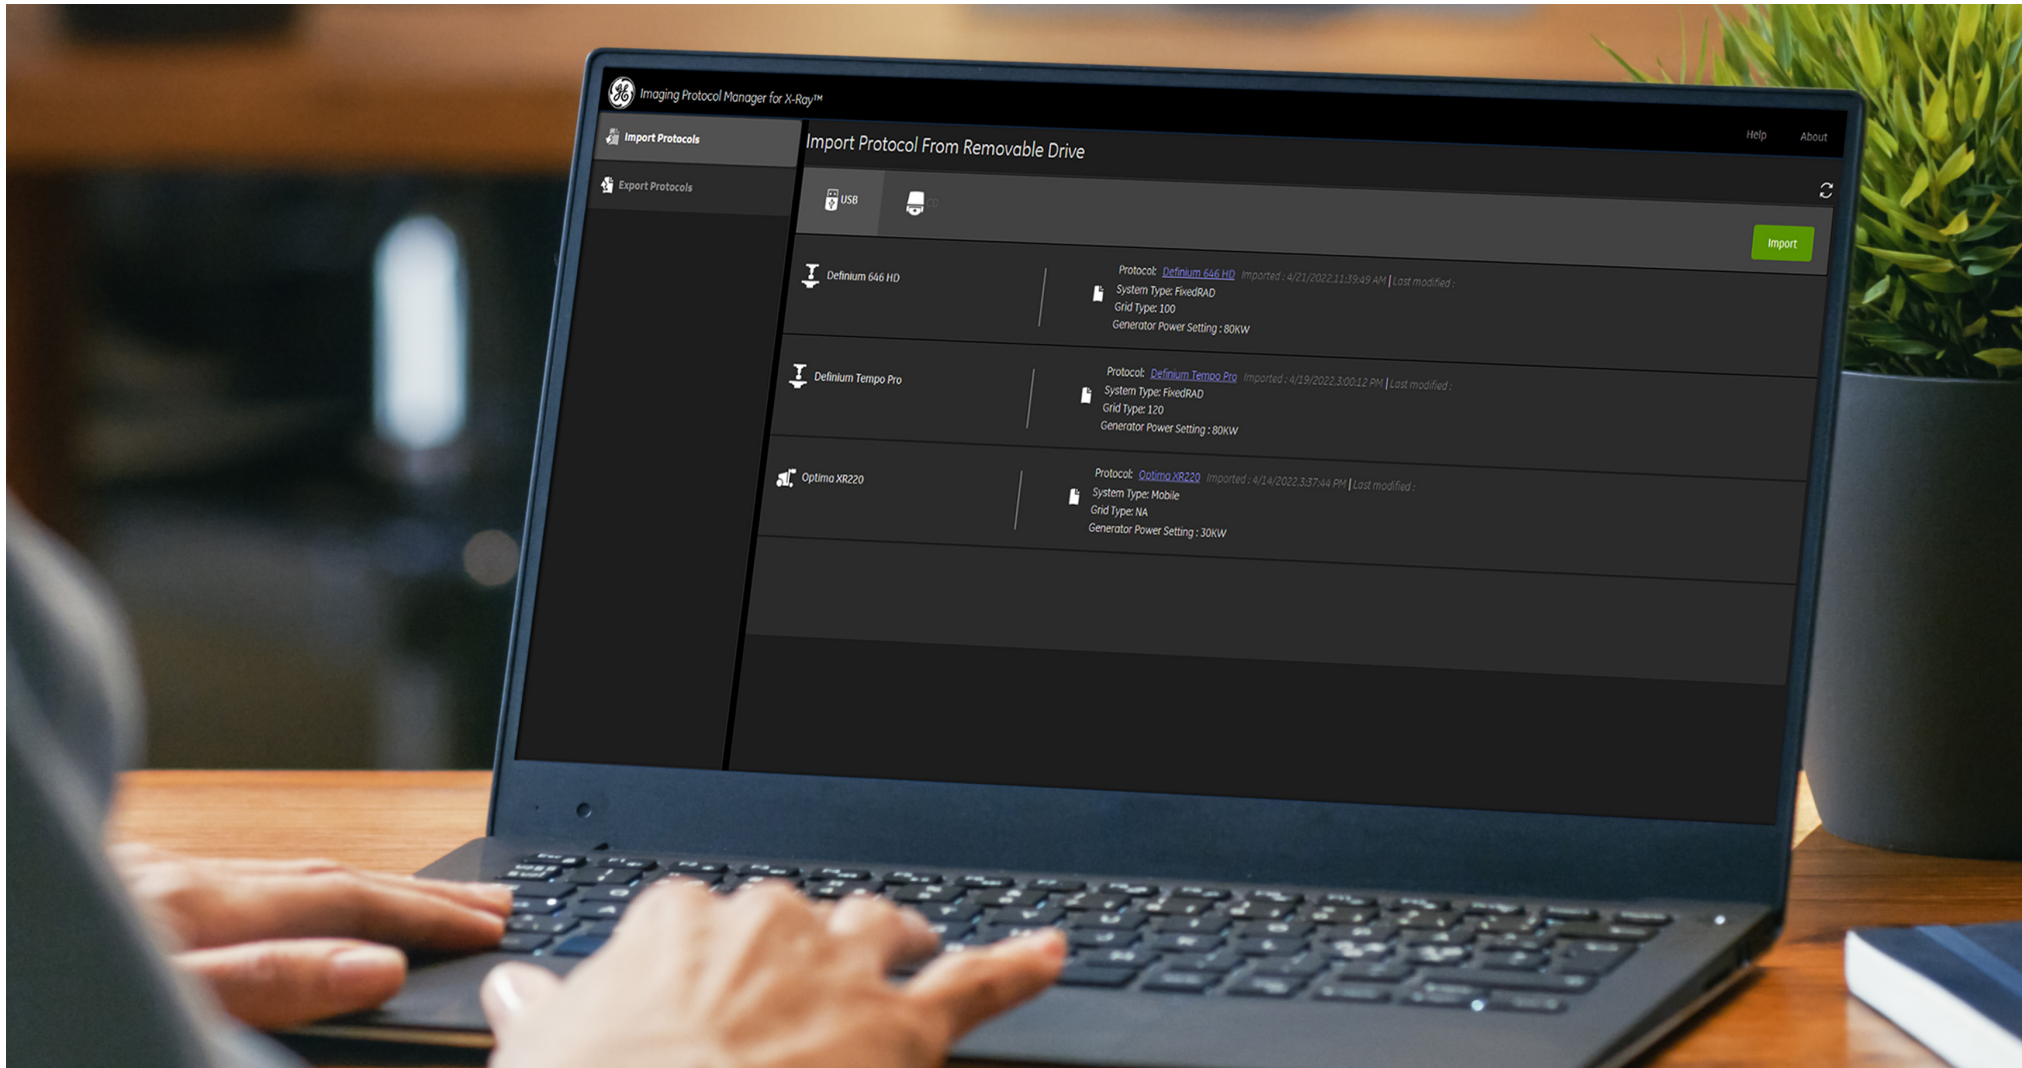 Imaging Protocol Manager for X-Ray™
Help About
Import Protocols
Export Protocols
Import Protocol From Removable Drive
USB CD
Import
Definium 646 HD
Protocol: Definium 646 HD Imported : 4/21/2022,11:39:49 AM | Last modified :
System Type: FixedRAD
Grid Type: 100
Generator Power Setting : 80KW
Definium Tempo Pro
Protocol: Definium Tempo Pro Imported : 4/19/2022,3:00:12 PM | Last modified :
System Type: FixedRAD
Grid Type: 120
Generator Power Setting : 80KW
Optima XR220
Protocol: Optima XR220 Imported : 4/14/2022,3:37:44 PM | Last modified :
System Type: Mobile
Grid Type: NA
Generator Power Setting : 30KW